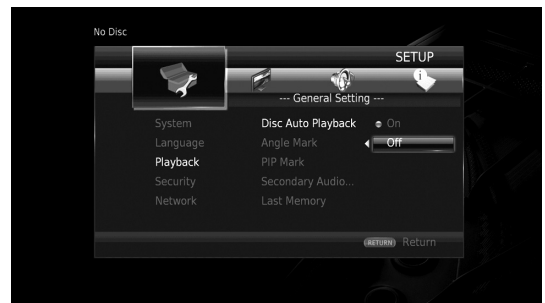 No Disc
SETUP
--- General Setting ---
System
Disc Auto Playback
On
Language
Angle Mark
Off
Playback
PIP Mark
Security
Secondary Audio...
Network
Last Memory
RETURN Return